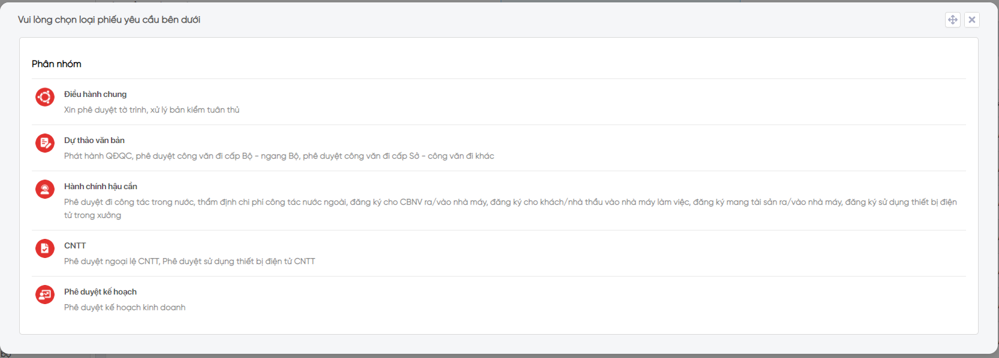 Vui lòng chọn loại phiếu yêu cầu bên dưới
Phân nhóm
Điều hành chung
Xin phê duyệt tờ trình, xử lý bản kiểm tuân thủ
Dự thảo văn bản
Phát hành QĐQC, phê duyệt công văn đi cấp Bộ - ngang Bộ, phê duyệt công văn đi cấp Sở - công văn đi khác
Hành chính hậu cần
Phê duyệt đi công tác trong nước, thẩm định chi phí công tác nước ngoài, đăng ký cho CBNV ra/vào nhà máy, đăng ký cho khách/nhà thầu vào nhà máy làm việc, đăng ký mang tài sản ra/vào nhà máy, đăng ký sử dụng thiết bị điện
tử trong xưởng
CNTT
Phê duyệt ngoại lệ CNTT, Phê duyệt sử dụng thiết bị điện tử CNTT
Phê duyệt kế hoạch
Phê duyệt kế hoạch kinh doanh